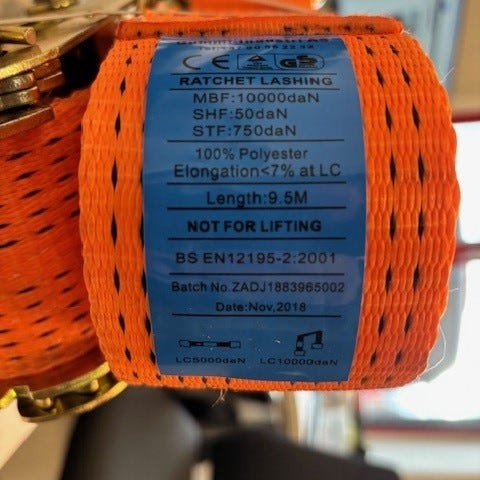 RATCHET LASHING
MBF:10000daN
SHF:50daN
STF:750daN
100% Polyester
Elongation<7% at LC
Length:9.5M
NOT FOR LIFTING
BS EN12195-2:2001
Batch No.ZADJ1883965002
Date:Nov,2018
LC5000daN LC10000daN